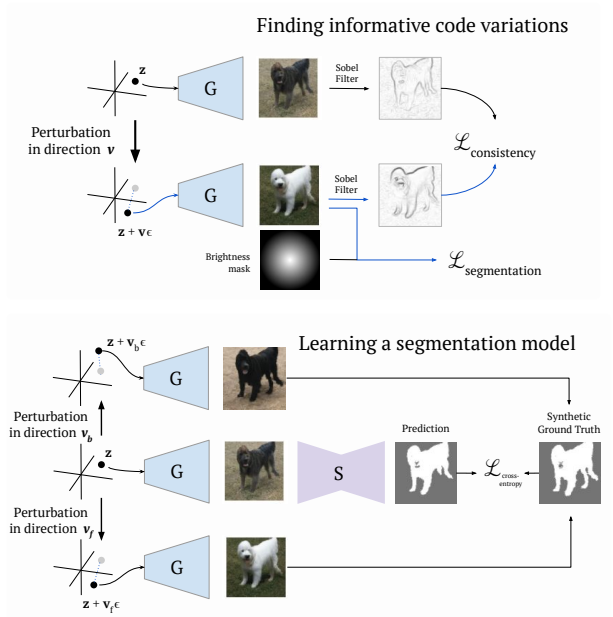 Finding informative code variations
z
G
Sobel
Filter
Perturbation
in direction v
ℒconsistency
G
Sobel
Filter
z + vϵ
Brightness
mask
ℒsegmentation
Learning a segmentation model
z + vbϵ
G
Perturbation
in direction vb
z
G
S
Prediction
ℒcross-
entropy
Synthetic
Ground Truth
Perturbation
in direction vf
G
z + vfϵ